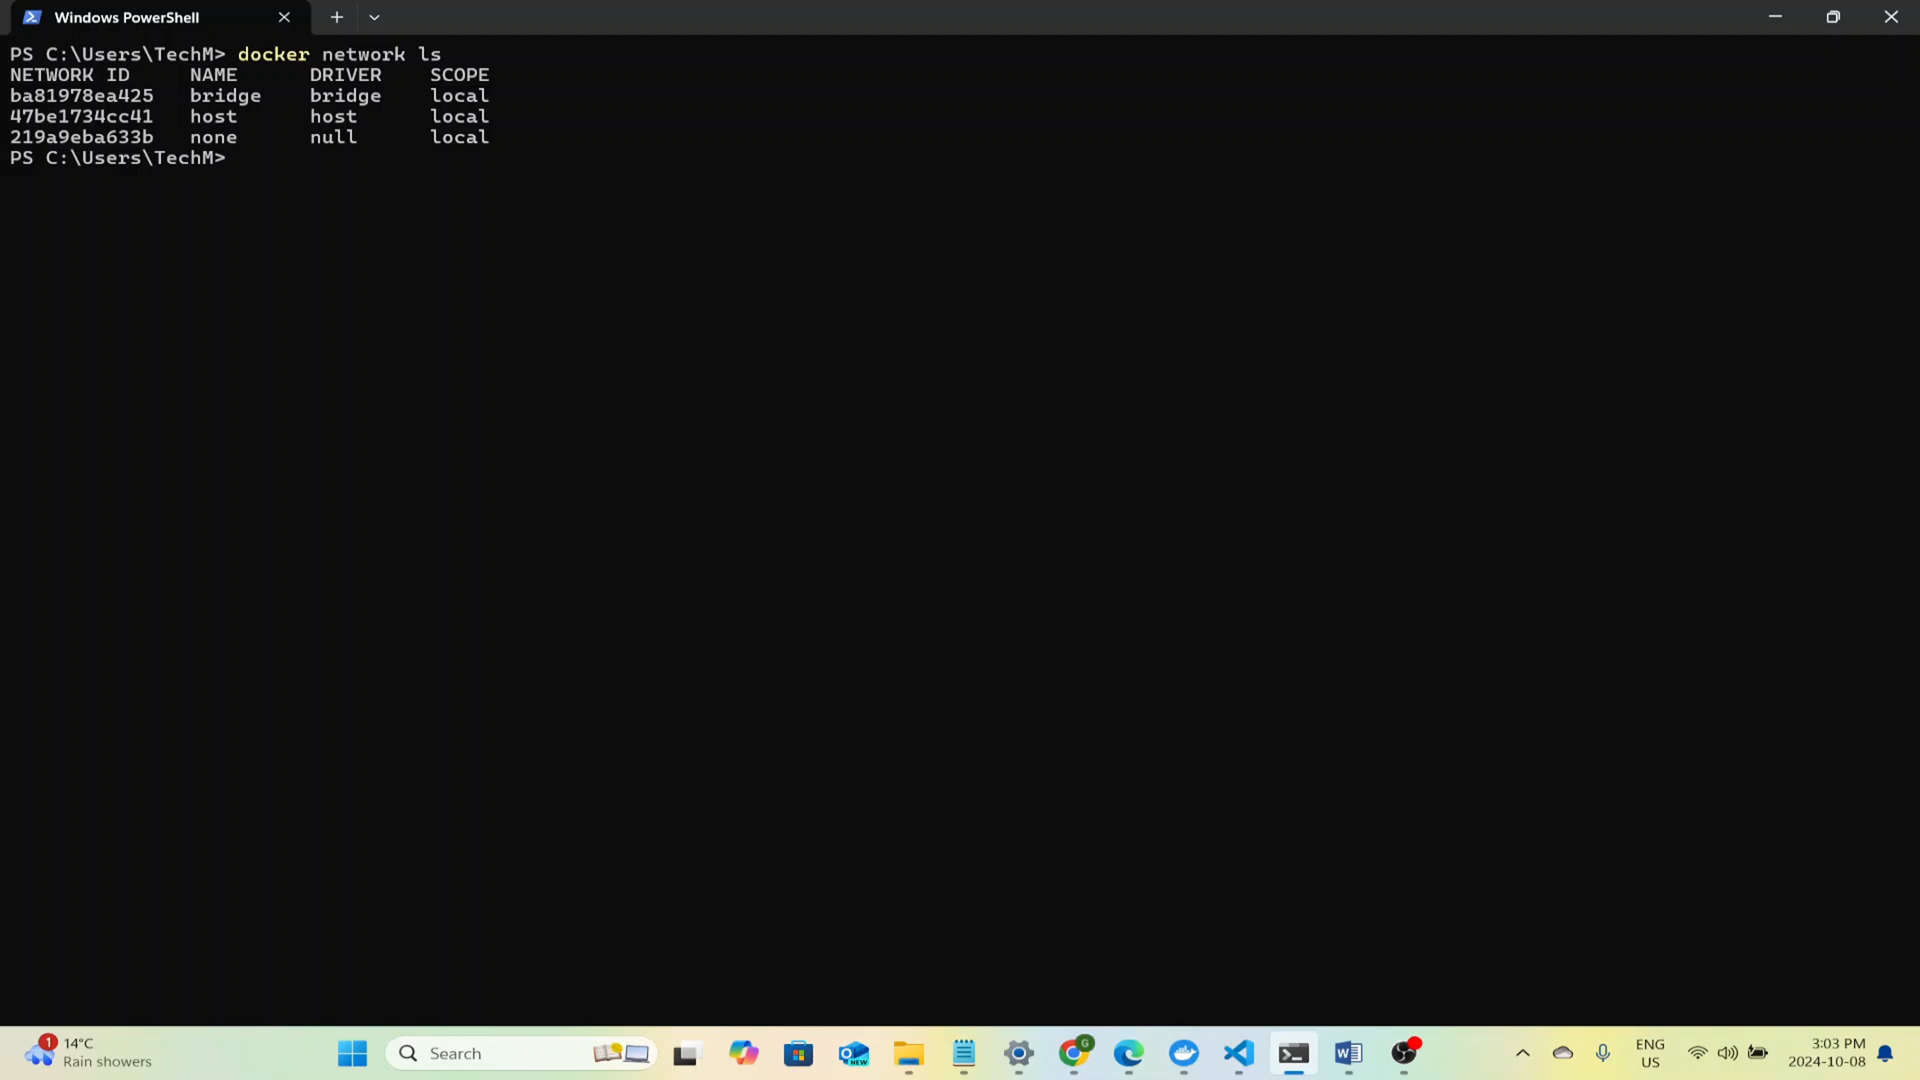 Windows PowerShell
PS C:\Users\TechM> docker network ls
NETWORK ID NAME DRIVER SCOPE
ba81978ea425 bridge bridge local
47be1734cc41 host host local
219a9eba633b none null local
PS C:\Users\TechM>
1
14°C
Rain showers
Search
NEW
G
W
ENG
US
3:03 PM
2024-10-08